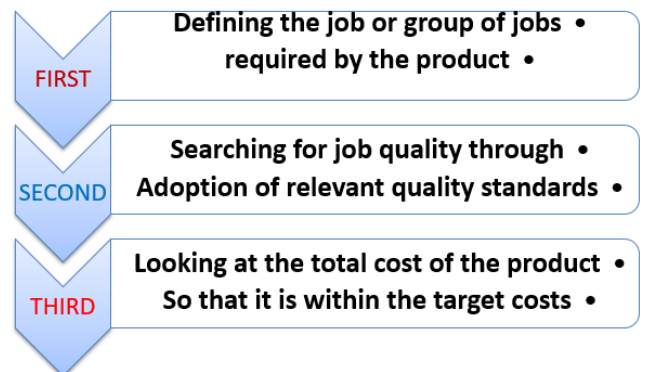 FIRST
Defining the job or group of jobs •
required by the product •
SECOND
Searching for job quality through •
Adoption of relevant quality standards •
THIRD
Looking at the total cost of the product •
So that it is within the target costs •